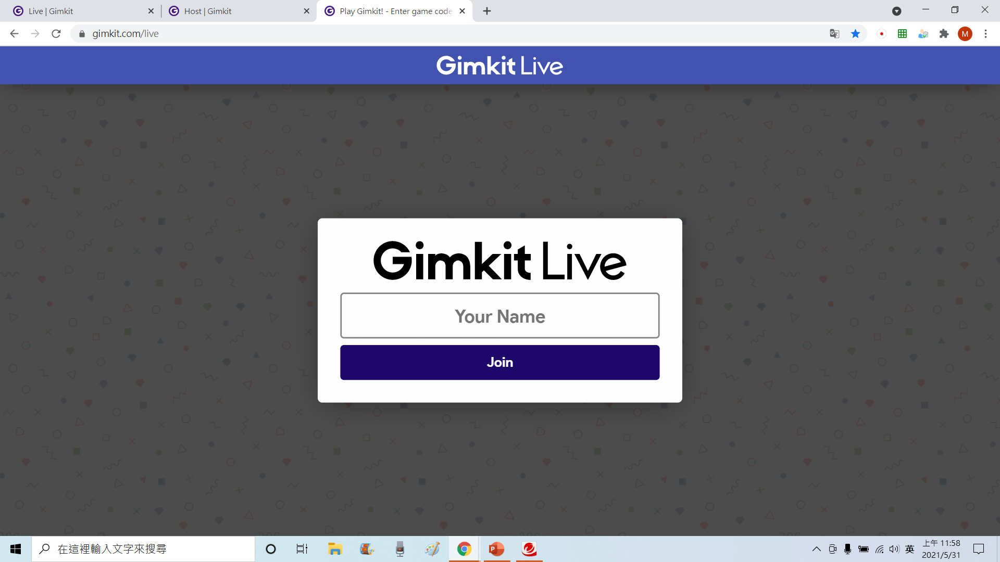 Live | Gimkit
Host | Gimkit
Play Gimkit! - Enter game code
M
gimkit.com/live
Gimkit Live
Gimkit Live
Your Name
Join
在這裡輸入文字來搜尋
英
上午 11:58
2021/5/31